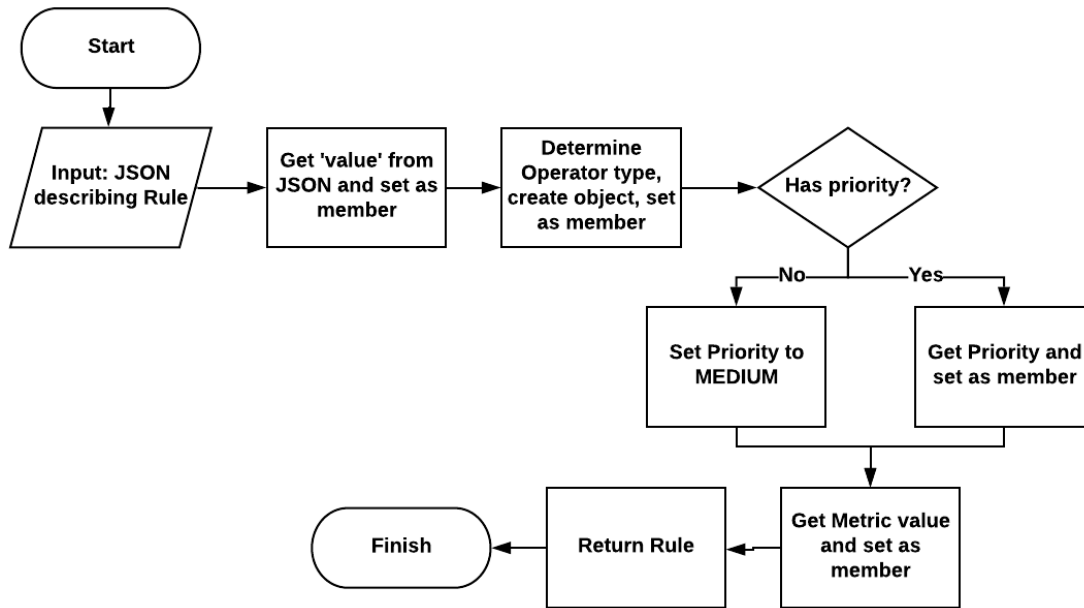 Start
Input: JSON
describing Rule
Get 'value' from
JSON and set as
member
Determine
Operator type,
create object, set
as member
Has priority?
No
Yes
Set Priority to
MEDIUM
Get Priority and
set as member
Get Metric value
and set as
member
Return Rule
Finish